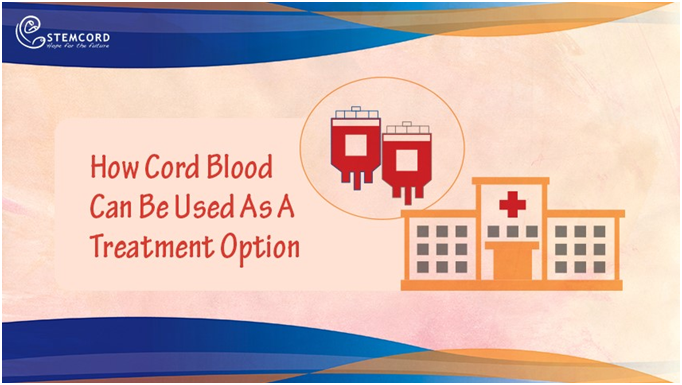 STEMCORD
Hope for the future
How Cord Blood
Can Be Used As A
Treatment Option